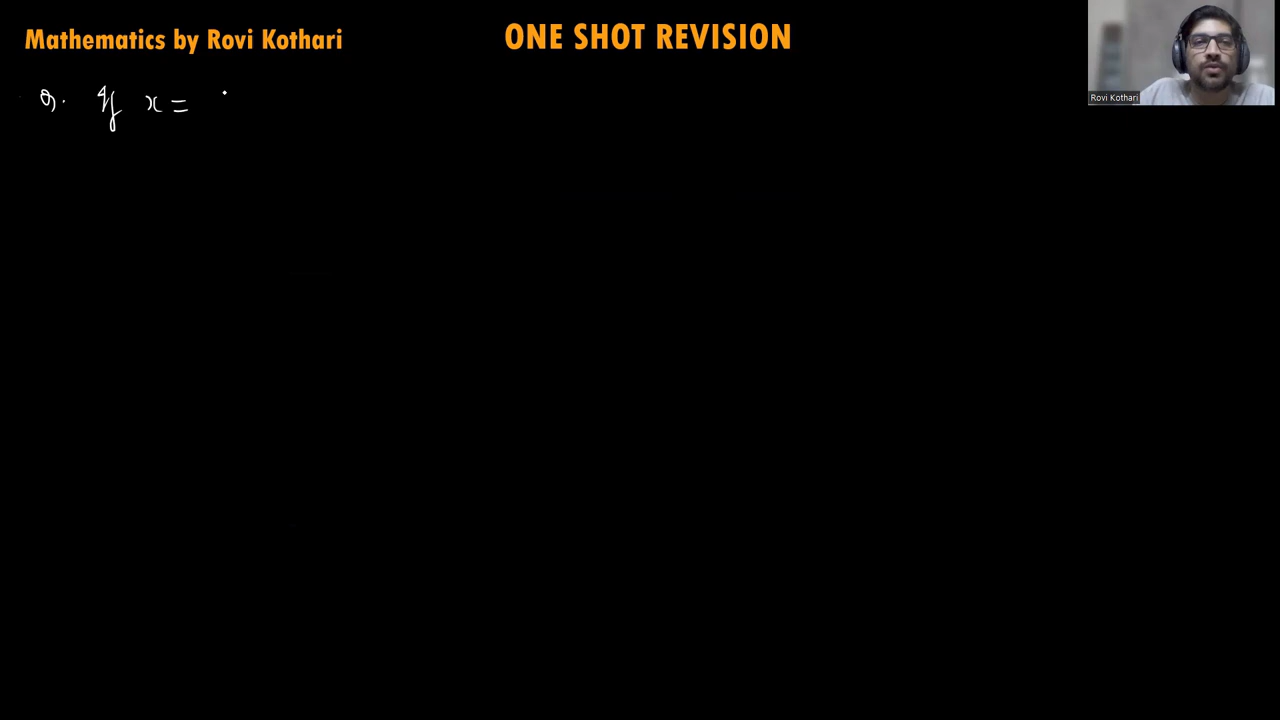 Mathematics by Rovi Kothari
ONE SHOT REVISION
Rovi Kothari
Q. If x =